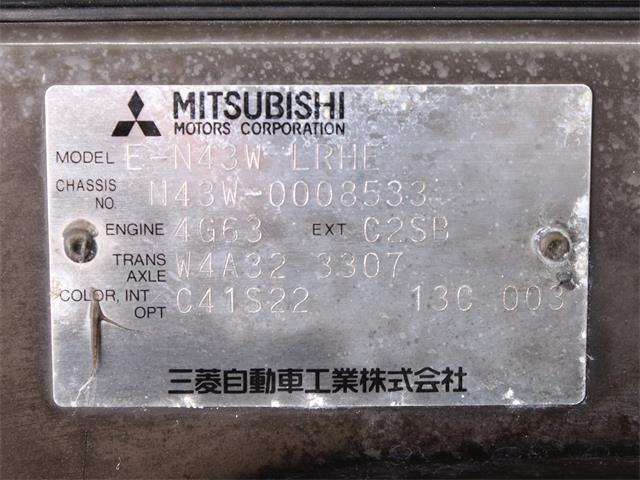 MITSUBISHI
MOTORS CORPORATION
MODEL E-N43W LRHE
CHASSIS NO. N43W-0008533
ENGINE 4G63 EXT C2SB
TRANS AXLE W4A32 3307
COLOR, INT OPT C41S22 13C 003
三菱自動車工業株式会社